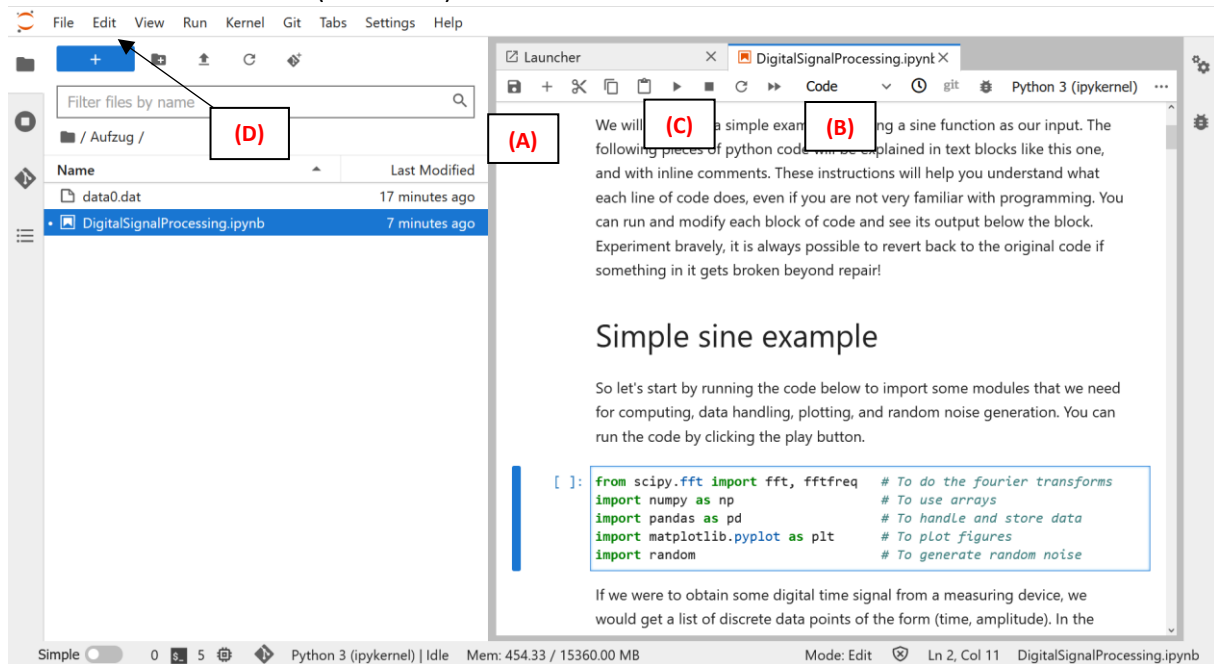 File Edit View Run Kernel Git Tabs Settings Help
+
Filter files by name
/ Aufzug /
Name Last Modified
data0.dat 17 minutes ago
DigitalSignalProcessing.ipynb 7 minutes ago
(D)
(A)
(C)
(B)
Launcher
DigitalSignalProcessing.ipynb
Code git Python 3 (ipykernel)
We will a simple ng a sine function as our input. The
following pieces of python code will be explained in text blocks like this one,
and with inline comments. These instructions will help you understand what
each line of code does, even if you are not very familiar with programming. You
can run and modify each block of code and see its output below the block.
Experiment bravely, it is always possible to revert back to the original code if
something in it gets broken beyond repair!
Simple sine example
So let's start by running the code below to import some modules that we need
for computing, data handling, plotting, and random noise generation. You can
run the code by clicking the play button.
[ ]: from scipy.fft import fft, fftfreq # To do the fourier transforms
import numpy as np # To use arrays
import pandas as pd # To handle and store data
import matplotlib.pyplot as plt # To plot figures
import random # To generate random noise
If we were to obtain some digital time signal from a measuring device, we
would get a list of discrete data points of the form (time, amplitude). In the
Simple 0 5 Python 3 (ipykernel) | Idle Mem: 454.33 / 15360.00 MB Mode: Edit Ln 2, Col 11 DigitalSignalProcessing.ipynb